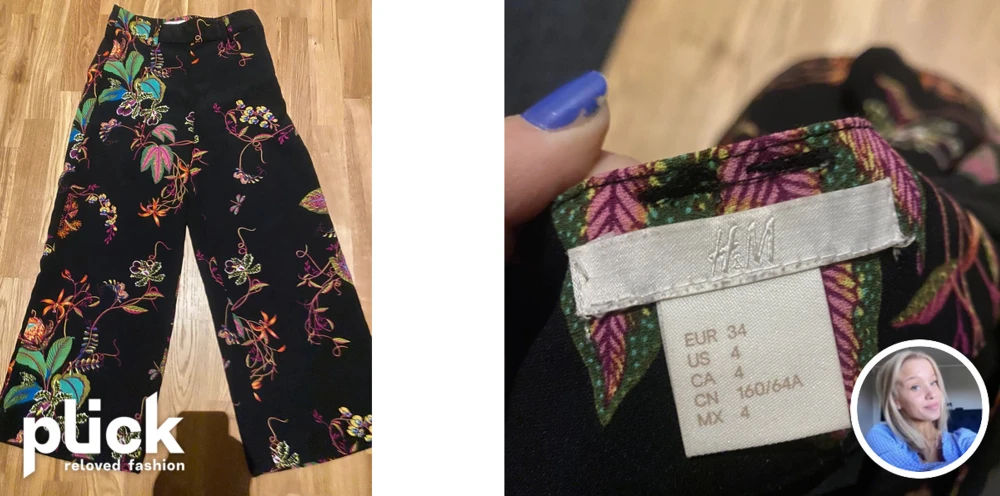 plick
reloved fashion
H&M
EUR 34
US 4
CA 4
CN 160/64A
MX 4